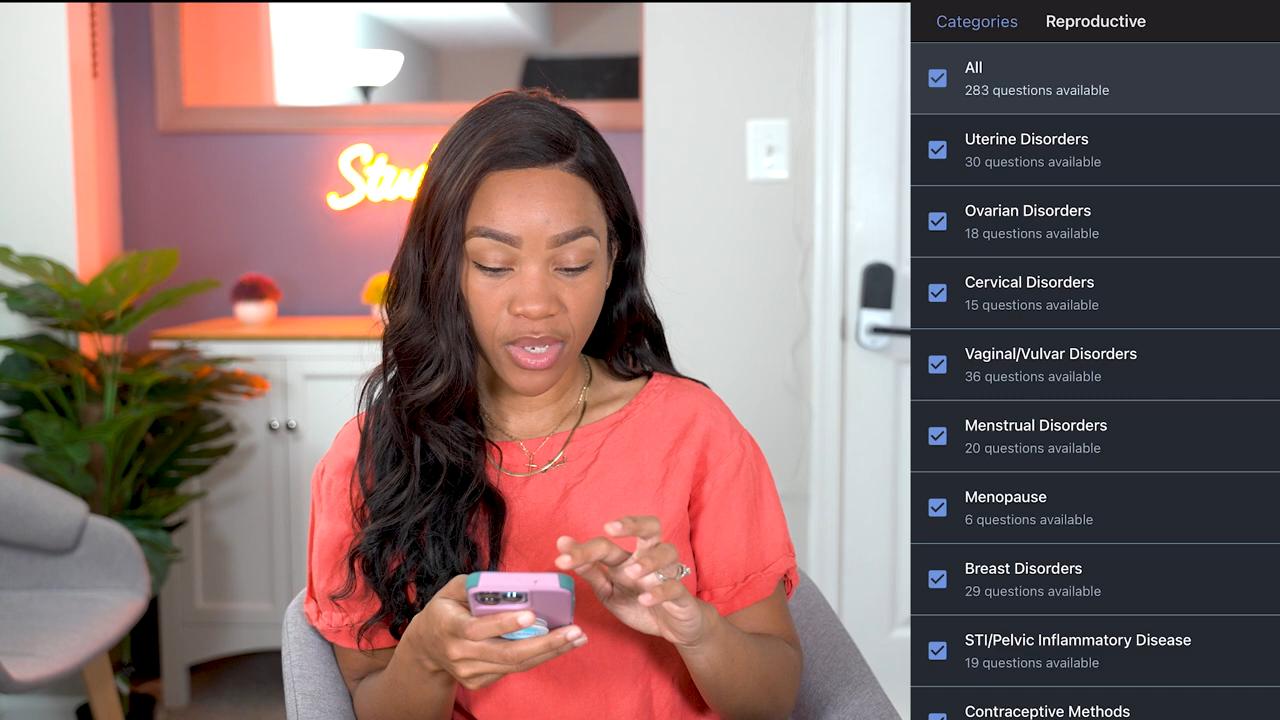 Categories Reproductive
All
283 questions available
Uterine Disorders
30 questions available
Ovarian Disorders
18 questions available
Cervical Disorders
15 questions available
Vaginal/Vulvar Disorders
36 questions available
Menstrual Disorders
20 questions available
Menopause
6 questions available
Breast Disorders
29 questions available
STI/Pelvic Inflammatory Disease
19 questions available
Contraceptive Methods